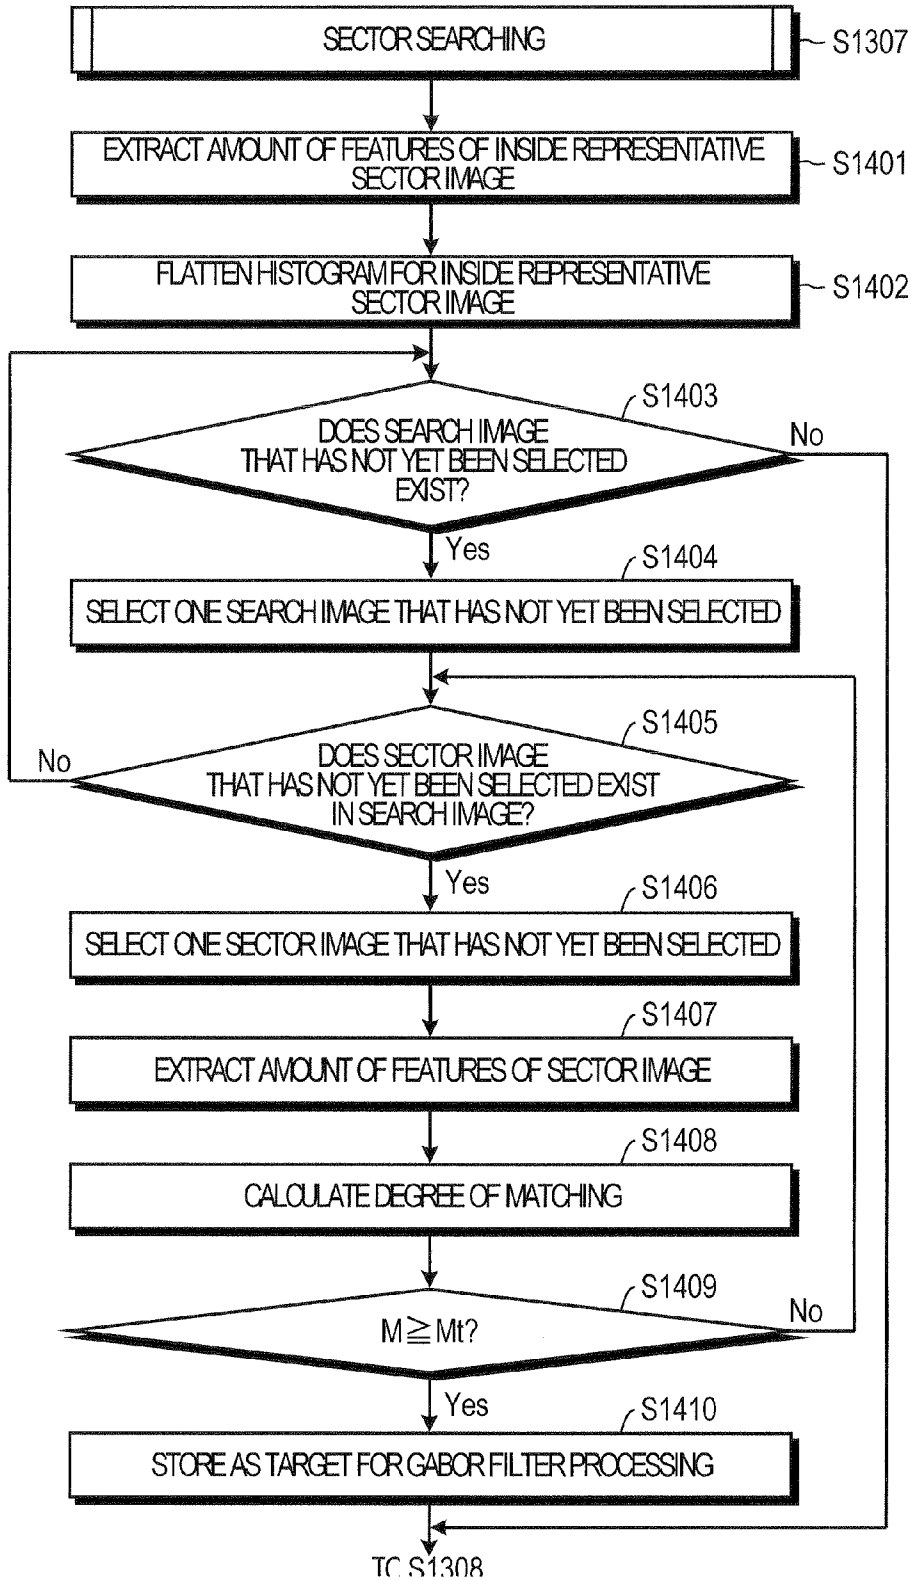 SECTOR SEARCHING
S1307
EXTRACT AMOUNT OF FEATURES OF INSIDE REPRESENTATIVE
SECTOR IMAGE
S1401
FLATTEN HISTOGRAM FOR INSIDE REPRESENTATIVE
SECTOR IMAGE
S1402
S1403
DOES SEARCH IMAGE
THAT HAS NOT YET BEEN SELECTED
EXIST?
No
Yes
S1404
SELECT ONE SEARCH IMAGE THAT HAS NOT YET BEEN SELECTED
S1405
DOES SECTOR IMAGE
THAT HAS NOT YET BEEN SELECTED EXIST
IN SEARCH IMAGE?
No
Yes
S1406
SELECT ONE SECTOR IMAGE THAT HAS NOT YET BEEN SELECTED
S1407
EXTRACT AMOUNT OF FEATURES OF SECTOR IMAGE
S1408
CALCULATE DEGREE OF MATCHING
S1409
M≧Mt?
No
Yes
S1410
STORE AS TARGET FOR GABOR FILTER PROCESSING
TO S1308